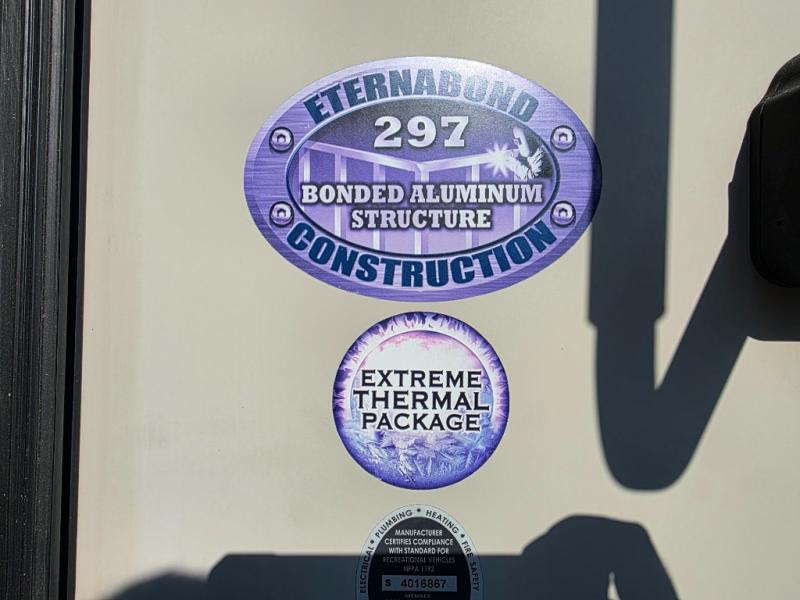 ETERNABOND
297
BONDED ALUMINUM
STRUCTURE
CONSTRUCTION
EXTREME
THERMAL
PACKAGE
ELECTRICAL • PLUMBING • HEATING • FIRE SAFETY
MANUFACTURER
CERTIFIES COMPLIANCE
WITH STANDARD FOR
RECREATIONAL VEHICLES
NFPA 1192
S 4016867
MEMBER